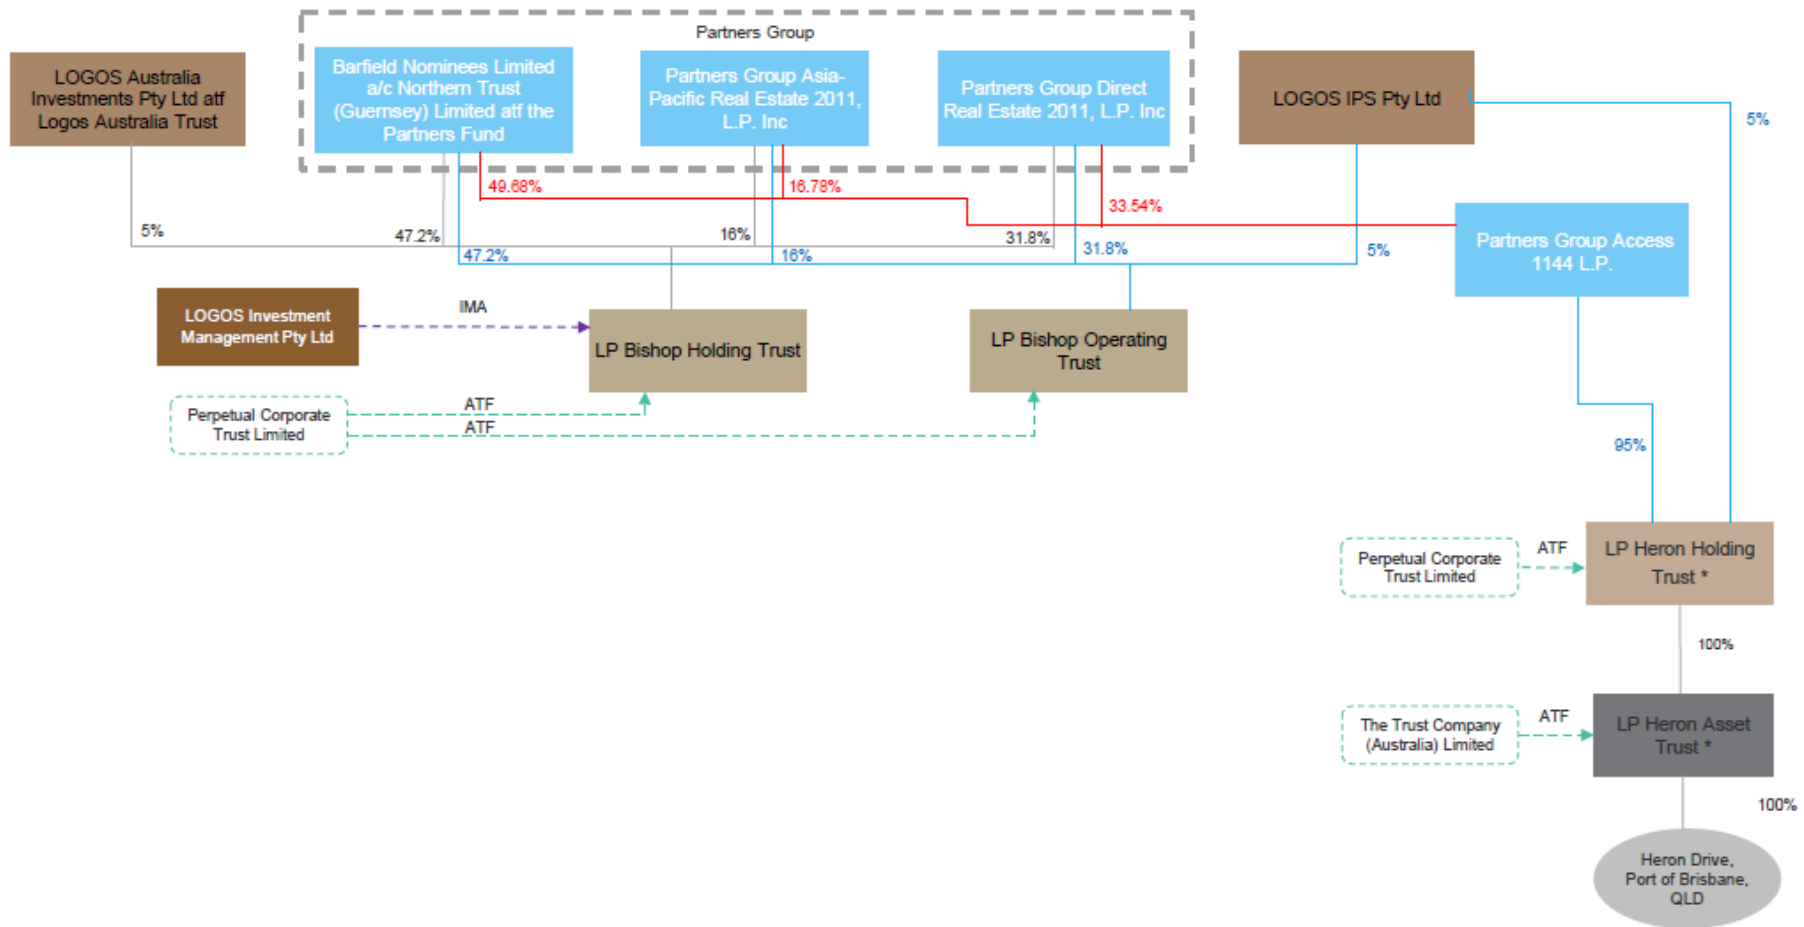 Partners Group
LOGOS Australia
Investments Pty Ltd atf
Logos Australia Trust
Barfield Nominees Limited
a/c Northern Trust
(Guernsey) Limited atf the
Partners Fund
Partners Group Asia-
Pacific Real Estate 2011,
L.P. Inc
Partners Group Direct
Real Estate 2011, L.P. Inc
LOGOS IPS Pty Ltd
5%
49.68%
16.78%
33.54%
5%
47.2%
16%
31.8%
47.2%
16%
31.8%
5%
Partners Group Access
1144 L.P.
LOGOS Investment
Management Pty Ltd
IMA
LP Bishop Holding Trust
LP Bishop Operating
Trust
Perpetual Corporate
Trust Limited
ATF
ATF
95%
Perpetual Corporate
Trust Limited
ATF
LP Heron Holding
Trust *
100%
The Trust Company
(Australia) Limited
ATF
LP Heron Asset
Trust *
100%
Heron Drive,
Port of Brisbane,
QLD